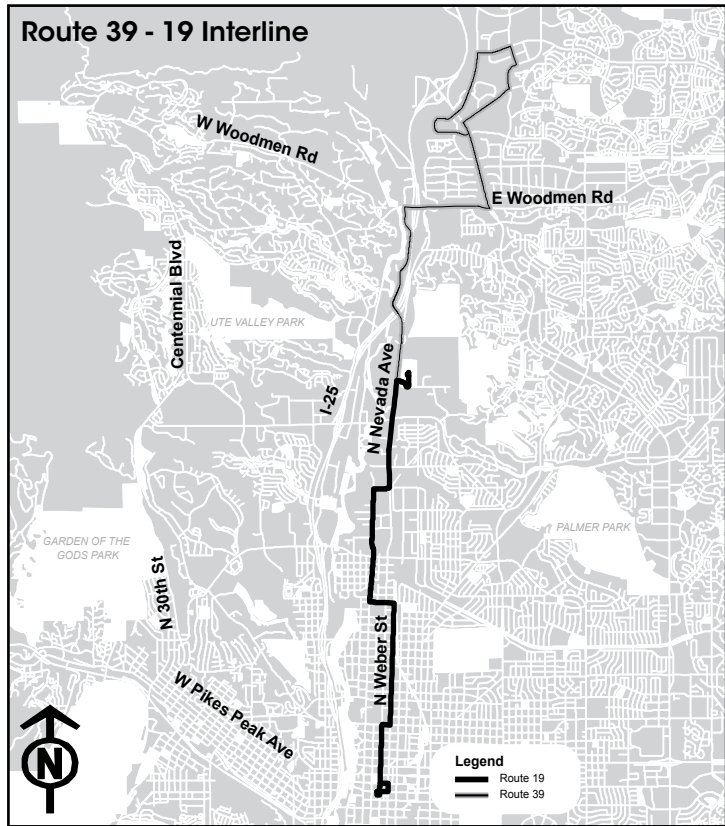 Route 39 - 19 Interline
W Woodmen Rd
E Woodmen Rd
Centennial Blvd
UTE VALLEY PARK
I-25
N Nevada Ave
GARDEN OF THE
GODS PARK
PALMER PARK
N 30th St
N Weber St
W Pikes Peak Ave
N
Legend
Route 19
Route 39